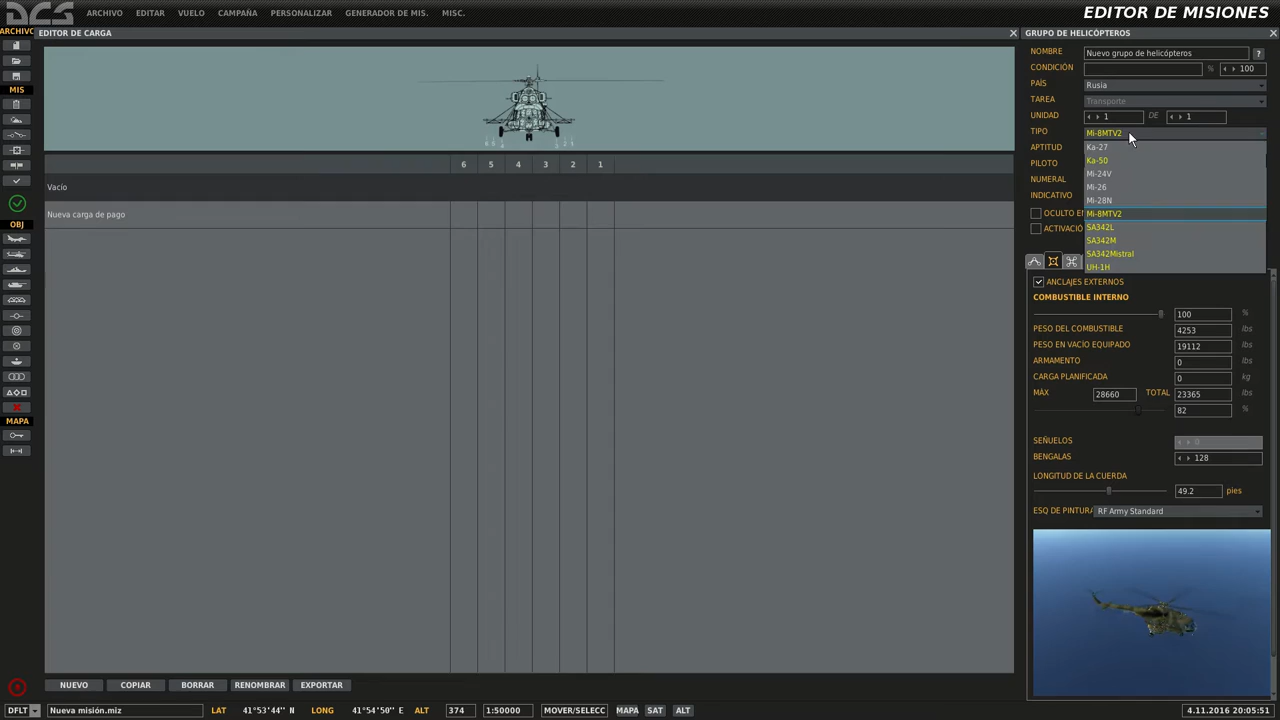 DCS
ARCHIVO EDITAR VUELO CAMPAÑA PERSONALIZAR GENERADOR DE MIS. MISC.
EDITOR DE MISIONES
ARCHIVO
EDITOR DE CARGA
GRUPO DE HELICÓPTEROS
NOMBRE Nuevo grupo de helicópteros ?
CONDICIÓN % 100
PAÍS Rusia
MIS
TAREA Transporte
UNIDAD 1 DE 1
TIPO Mi-8MTV2
APTITUD
PILOTO
NUMERAL
INDICATIVO
OCULTO EN
ACTIVACIÓ
Ka-27
Ka-50
Mi-24V
Mi-26
Mi-28N
Mi-8MTV2
SA342L
SA342M
SA342Mistral
UH-1H
6 5 4 3 2 1
Vacío
Nueva carga de pago
OBJ
MAPA
ANCLAJES EXTERNOS
COMBUSTIBLE INTERNO
100 %
PESO DEL COMBUSTIBLE 4253 lbs
PESO EN VACÍO EQUIPADO 19112 lbs
ARMAMENTO 0 lbs
CARGA PLANIFICADA 0 kg
MÁX 28660 TOTAL 23365 lbs
82 %
SEÑUELOS 0
BENGALAS 128
LONGITUD DE LA CUERDA
49.2 pies
ESQ DE PINTURA RF Army Standard
NUEVO COPIAR BORRAR RENOMBRAR EXPORTAR
DFLT Nueva misión.miz LAT 41°53'44" N LONG 41°54'50" E ALT 374 1:50000 MOVER/SELECC MAPA SAT ALT 4.11.2016 20:05:51